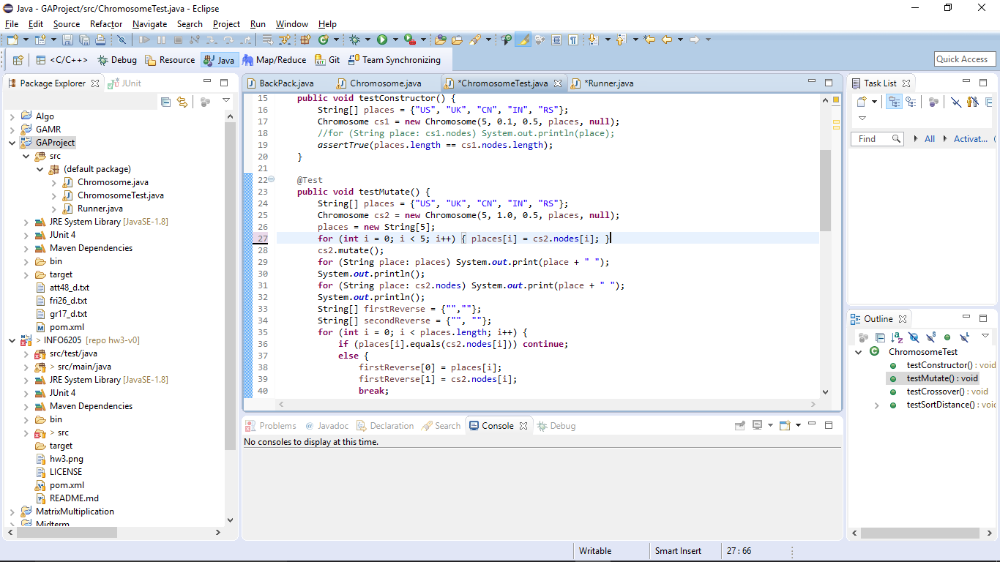 Java - GAProject/src/ChromosomeTest.java - Eclipse
File Edit Source Refactor Navigate Search Project Run Window Help
<C/C++> Debug Resource Java Map/Reduce Git Team Synchronizing Quick Access
Package Explorer JUnit
Algo
GAMR
GAProject
src
(default package)
Chromosome.java
ChromosomeTest.java
Runner.java
JRE System Library [JavaSE-1.8]
JUnit 4
Maven Dependencies
bin
target
att48_d.txt
fri26_d.txt
gr17_d.txt
pom.xml
> INFO6205 [repo hw3-v0]
src/test/java
> src/main/java
JRE System Library [JavaSE-1.8]
JUnit 4
Maven Dependencies
bin
> src
target
hw3.png
LICENSE
pom.xml
README.md
MatrixMultiplication
Midterm
BackPack.java Chromosome.java *ChromosomeTest.java *Runner.java
15 public void testConstructor() {
16 String[] places = {"US", "UK", "CN", "IN", "RS"};
17 Chromosome cs1 = new Chromosome(5, 0.1, 0.5, places, null);
18 //for (String place: cs1.nodes) System.out.println(place);
19 assertTrue(places.length == cs1.nodes.length);
20 }
21
22 @Test
23 public void testMutate() {
24 String[] places = {"US", "UK", "CN", "IN", "RS"};
25 Chromosome cs2 = new Chromosome(5, 1.0, 0.5, places, null);
26 places = new String[5];
27 for (int i = 0; i < 5; i++) { places[i] = cs2.nodes[i]; }
28 cs2.mutate();
29 for (String place: places) System.out.print(place + " ");
30 System.out.println();
31 for (String place: cs2.nodes) System.out.print(place + " ");
32 System.out.println();
33 String[] firstReverse = {"",""};
34 String[] secondReverse = {"", ""};
35 for (int i = 0; i < places.length; i++) {
36 if (places[i].equals(cs2.nodes[i])) continue;
37 else {
38 firstReverse[0] = places[i];
39 firstReverse[1] = cs2.nodes[i];
40 break;
Problems @ Javadoc Declaration Search Console Debug
No consoles to display at this time.
Task List
Find All Activat...
Outline
ChromosomeTest
testConstructor() : void
testMutate() : void
testCrossover() : void
testSortDistance() : voic
Writable Smart Insert 27 : 66